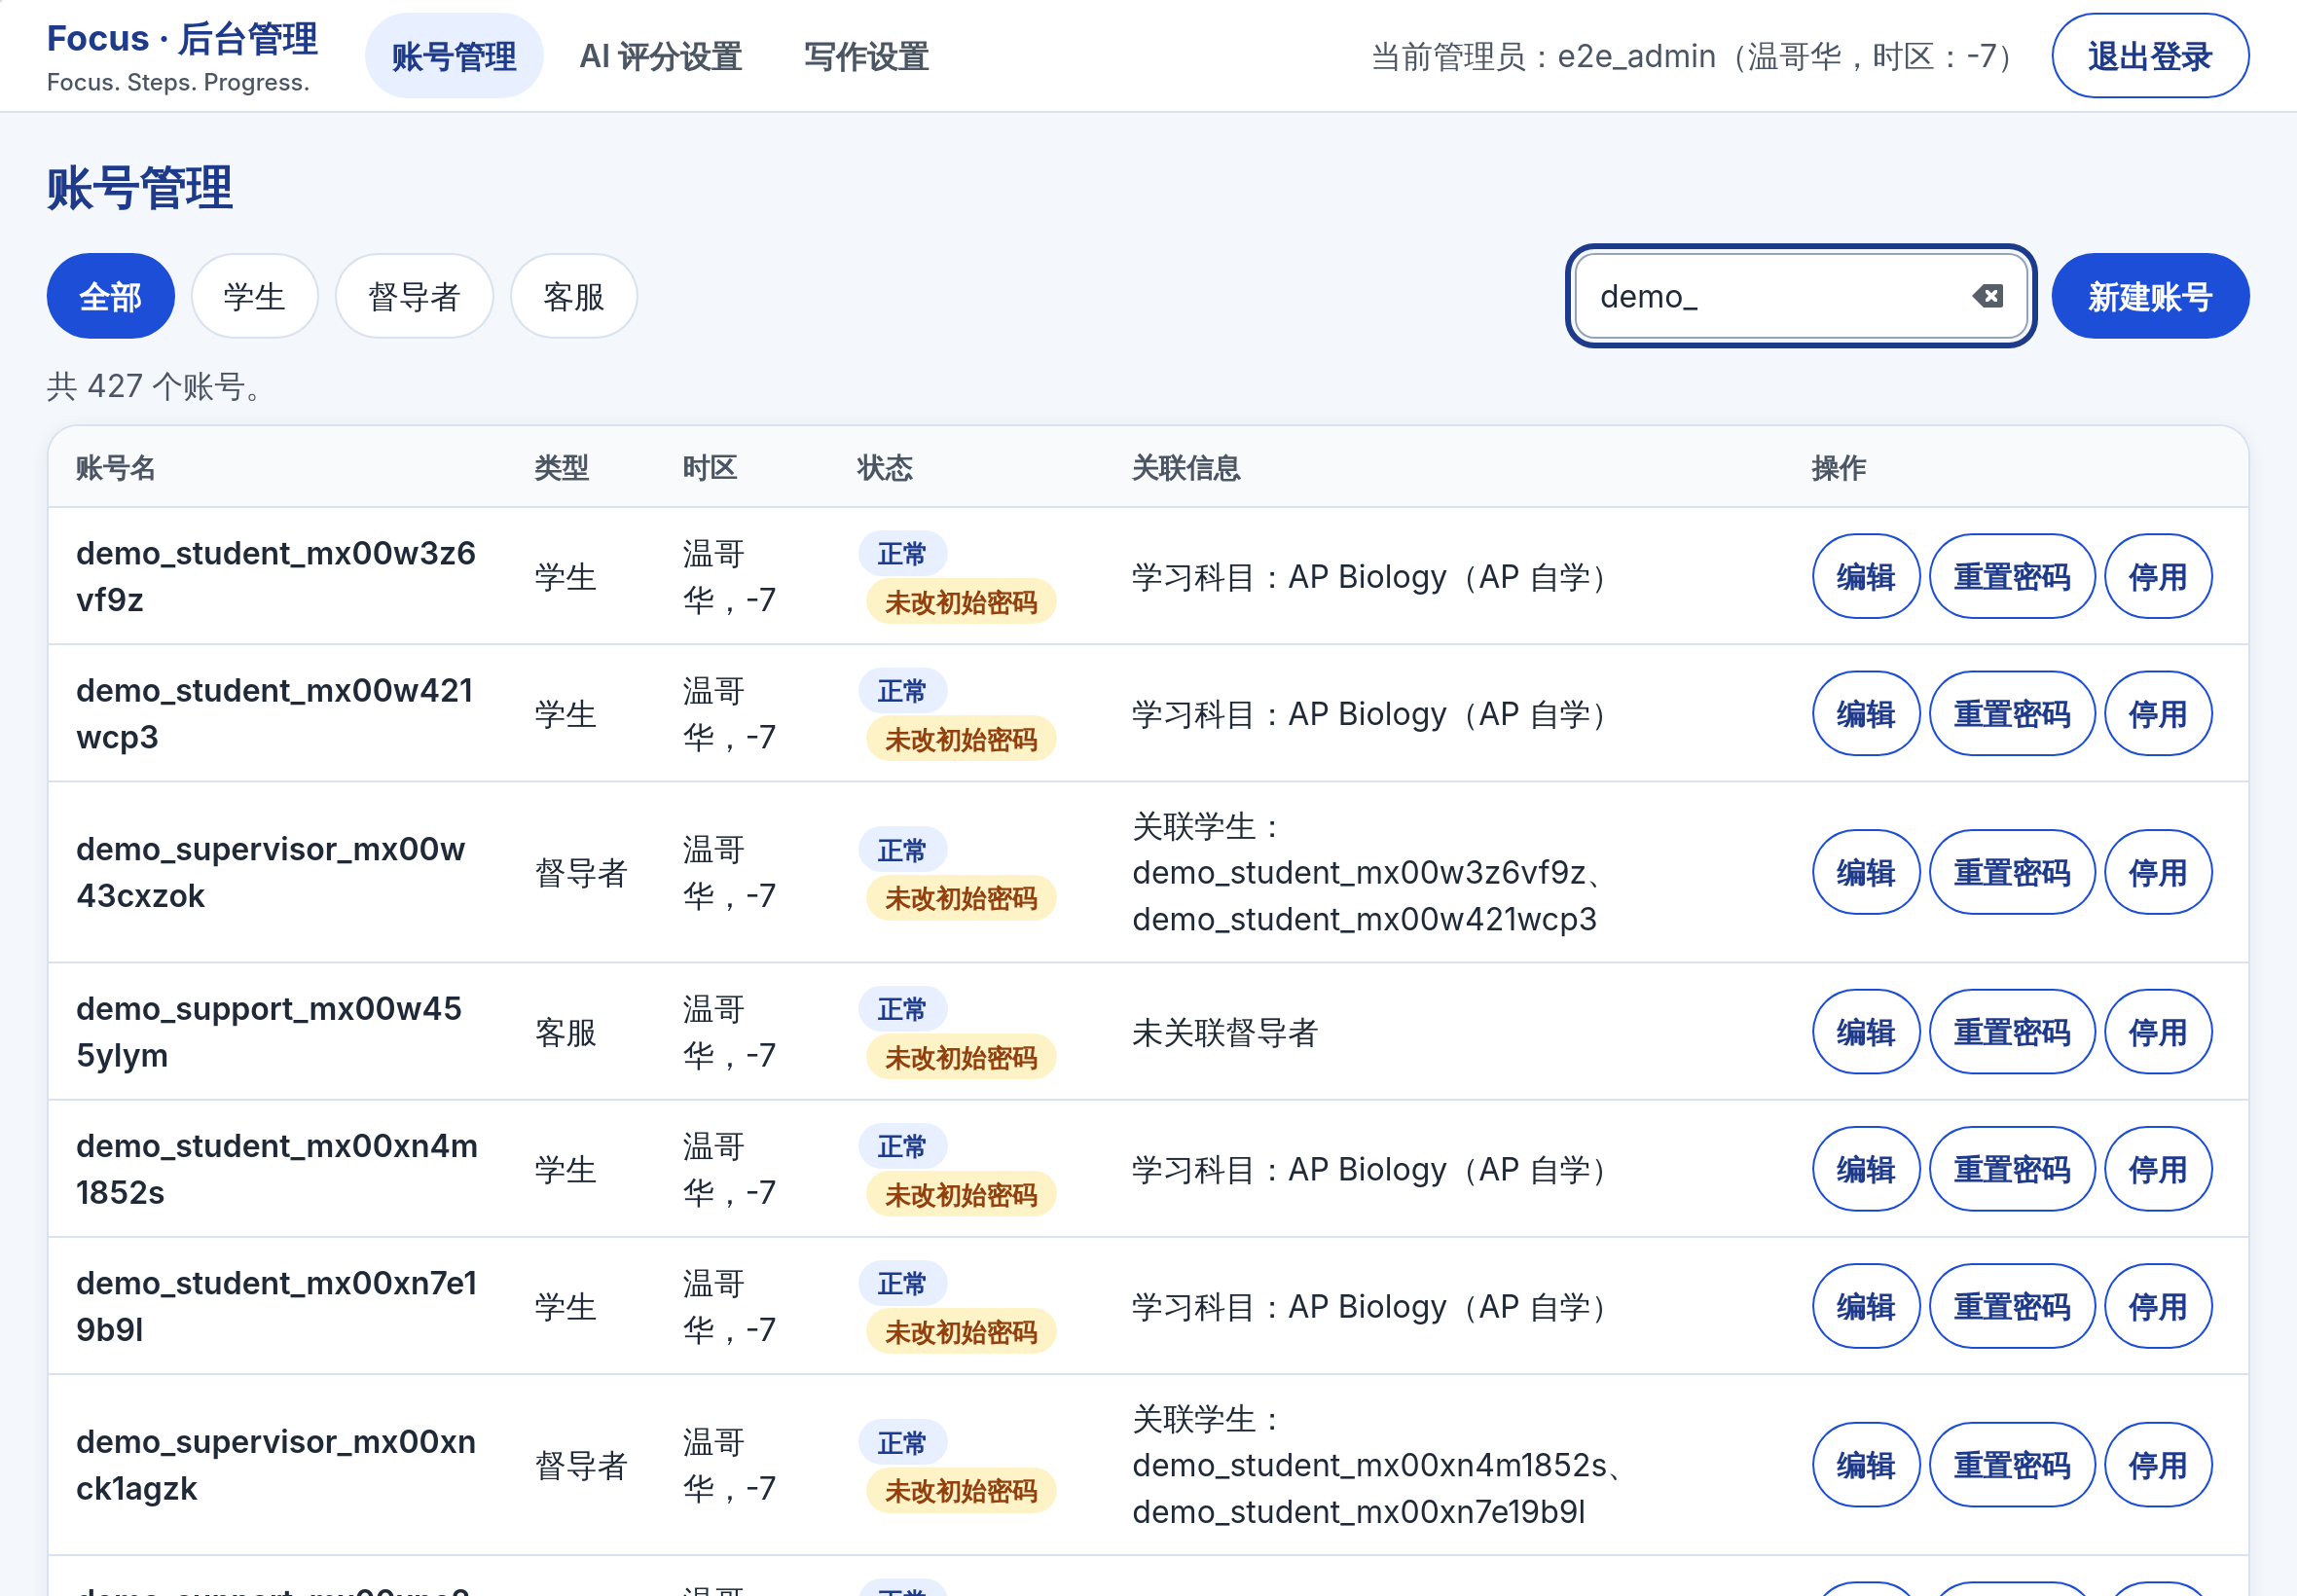 Focus · 后台管理
Focus. Steps. Progress.
账号管理
AI 评分设置
写作设置
当前管理员：e2e_admin（温哥华，时区：-7）
退出登录
账号管理
全部
学生
督导者
客服
demo_
新建账号
共 427 个账号。
账号名 类型 时区 状态 关联信息 操作
demo_student_mx00w3z6
vf9z
学生
温哥
华，-7
正常
未改初始密码
学习科目：AP Biology（AP 自学）
编辑 重置密码 停用
demo_student_mx00w421
wcp3
学生
温哥
华，-7
正常
未改初始密码
学习科目：AP Biology（AP 自学）
编辑 重置密码 停用
demo_supervisor_mx00w
43cxzok
督导者
温哥
华，-7
正常
未改初始密码
关联学生：
demo_student_mx00w3z6vf9z、
demo_student_mx00w421wcp3
编辑 重置密码 停用
demo_support_mx00w45
5ylym
客服
温哥
华，-7
正常
未改初始密码
未关联督导者
编辑 重置密码 停用
demo_student_mx00xn4m
1852s
学生
温哥
华，-7
正常
未改初始密码
学习科目：AP Biology（AP 自学）
编辑 重置密码 停用
demo_student_mx00xn7e1
9b9l
学生
温哥
华，-7
正常
未改初始密码
学习科目：AP Biology（AP 自学）
编辑 重置密码 停用
demo_supervisor_mx00xn
ck1agzk
督导者
温哥
华，-7
正常
未改初始密码
关联学生：
demo_student_mx00xn4m1852s、
demo_student_mx00xn7e19b9l
编辑 重置密码 停用